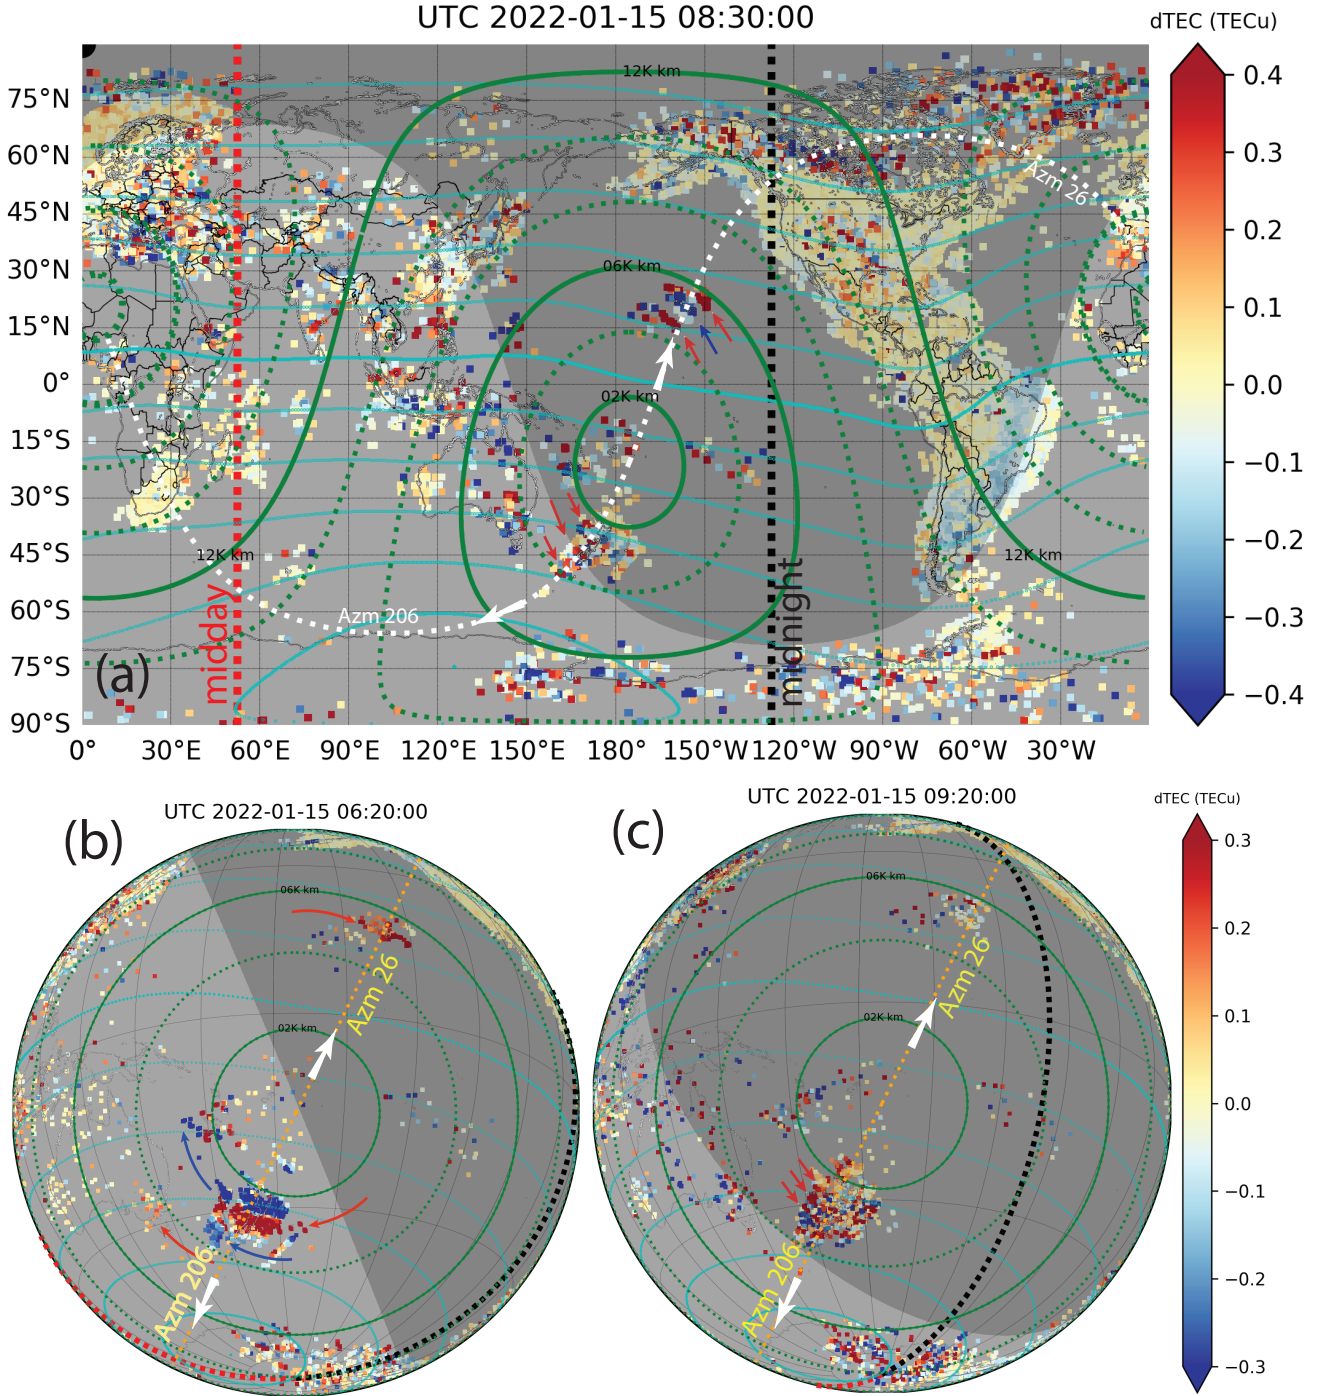 UTC 2022-01-15 08:30:00
dTEC (TECu)
75°N
60°N
45°N
30°N
15°N
0°
15°S
30°S
45°S
60°S
75°S
90°S
12K km
06K km
02K km
12K km
12K km
Azm 26
Azm 206
midday
midnight
(a)
0°
30°E
60°E
90°E
120°E
150°E
180°
150°W
120°W
90°W
60°W
30°W
0.4
0.3
0.2
0.1
0.0
−0.1
−0.2
−0.3
−0.4
(b)
UTC 2022-01-15 06:20:00
06K km
02K km
Azm 26
Azm 206
(c)
UTC 2022-01-15 09:20:00
06K km
02K km
Azm 26
Azm 206
dTEC (TECu)
0.3
0.2
0.1
0.0
−0.1
−0.2
−0.3